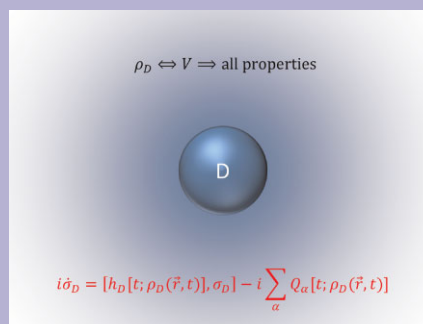 ρ_D ⇔ V ⟹ all properties
D
iσ̇_D = [h_D[t; ρ_D(r⃗, t)], σ_D] − i ∑_α Q_α[t; ρ_D(r⃗, t)]